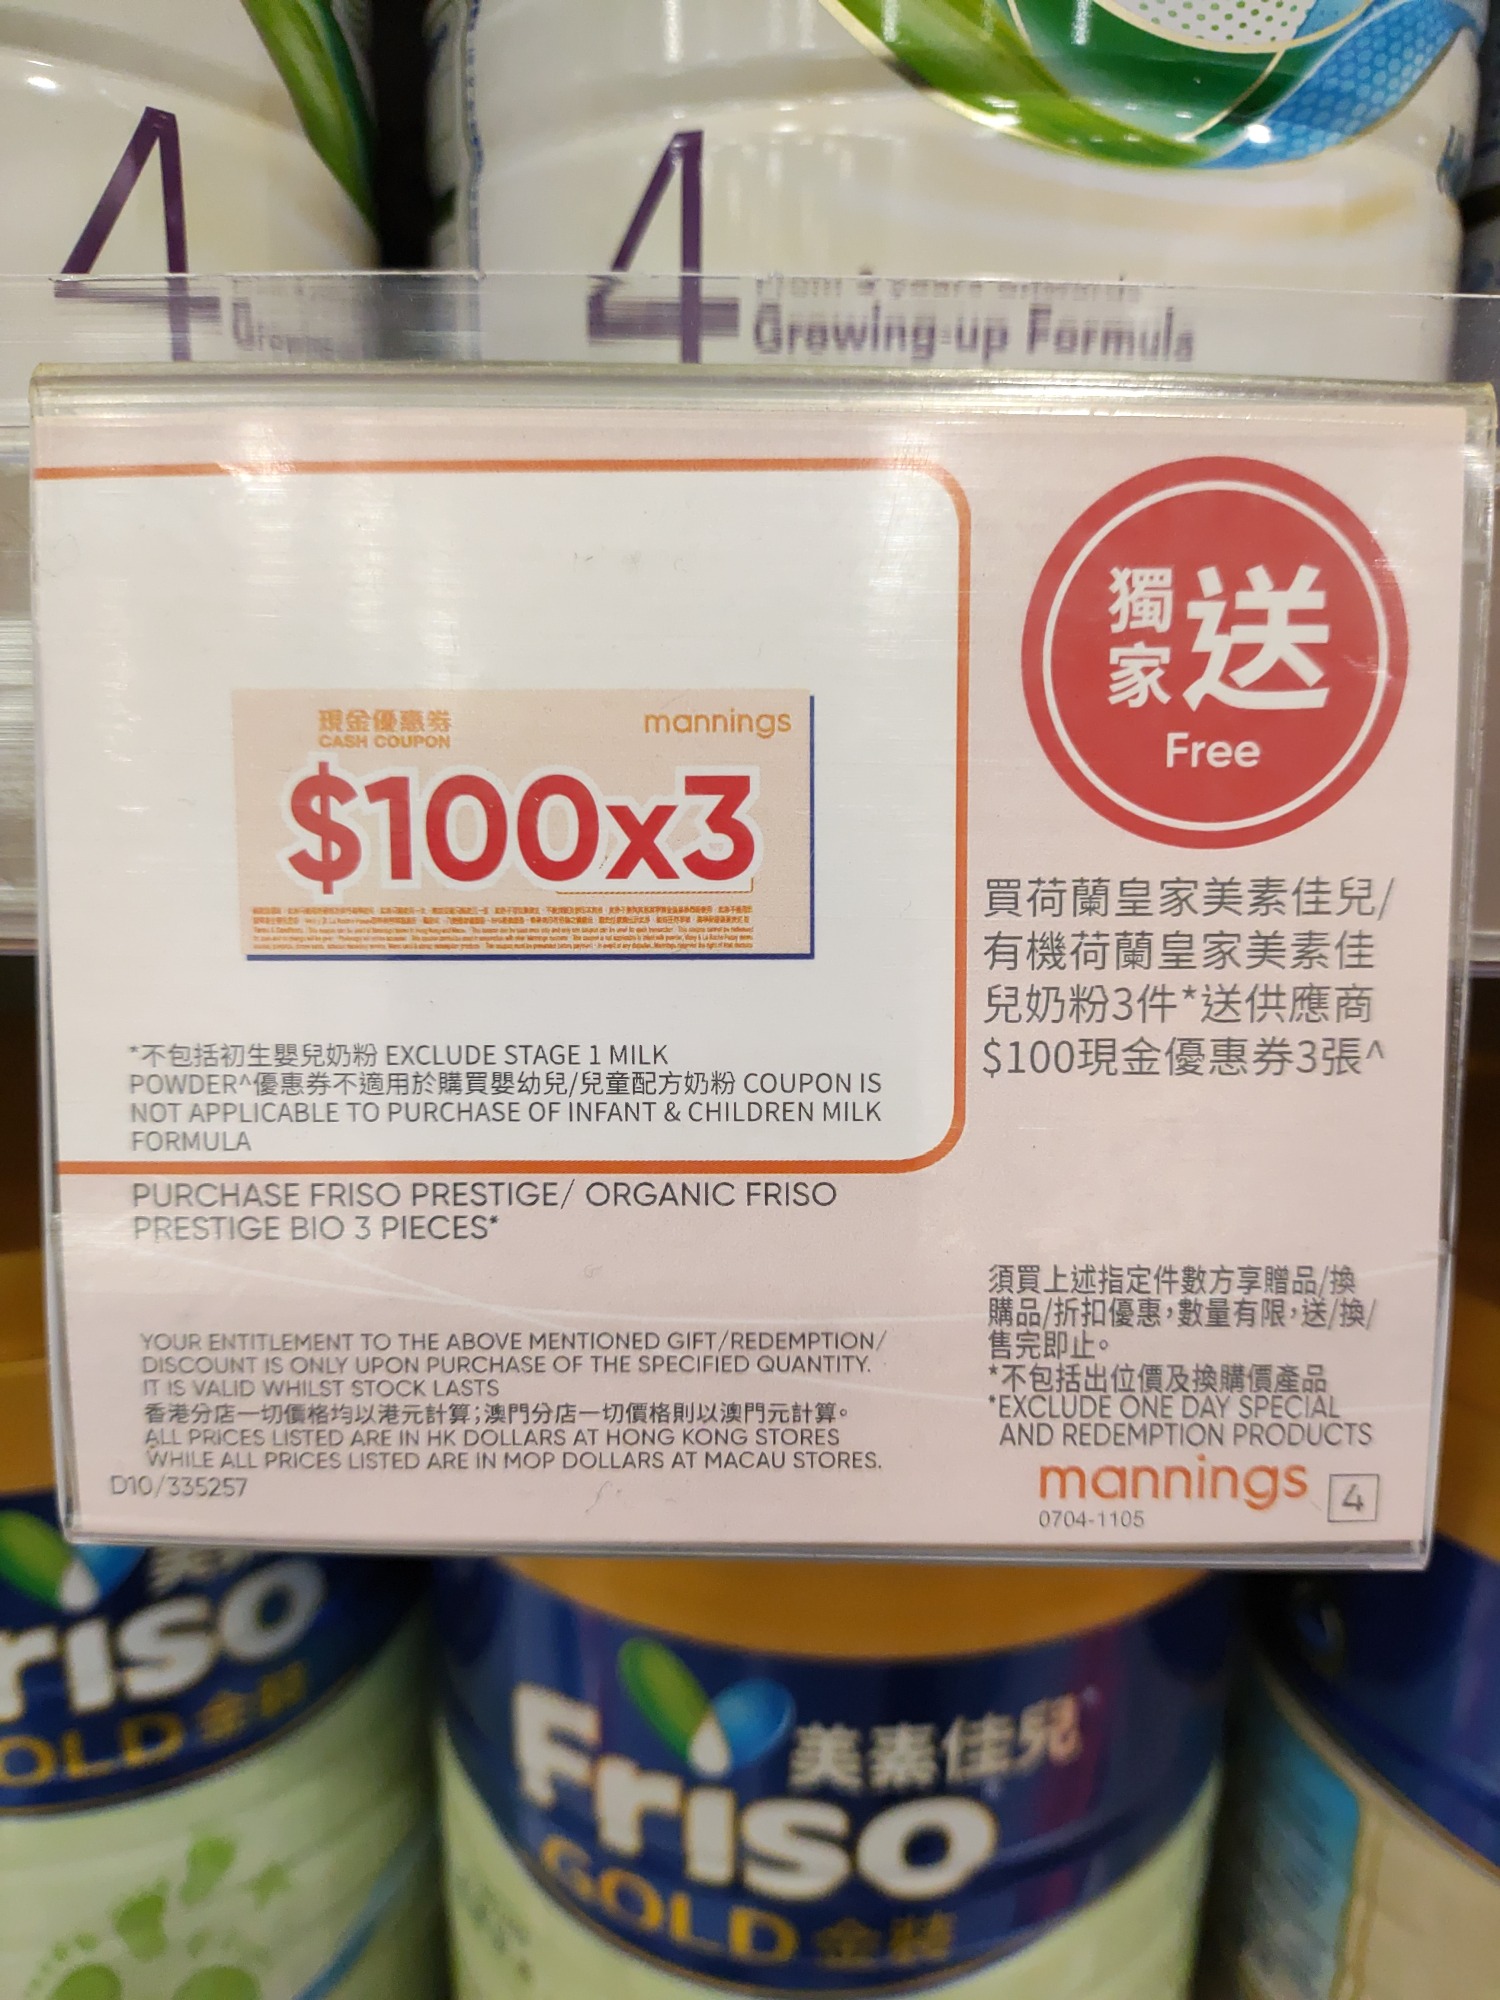 4
4
Growing-up Formula
獨家送
Free
現金優惠券
CASH COUPON
mannings
$100x3
買荷蘭皇家美素佳兒/
有機荷蘭皇家美素佳
兒奶粉3件*送供應商
$100現金優惠券3張^
*不包括初生嬰兒奶粉 EXCLUDE STAGE 1 MILK
POWDER^優惠券不適用於購買嬰幼兒/兒童配方奶粉 COUPON IS
NOT APPLICABLE TO PURCHASE OF INFANT & CHILDREN MILK
FORMULA
PURCHASE FRISO PRESTIGE/ ORGANIC FRISO
PRESTIGE BIO 3 PIECES*
YOUR ENTITLEMENT TO THE ABOVE MENTIONED GIFT/REDEMPTION/
DISCOUNT IS ONLY UPON PURCHASE OF THE SPECIFIED QUANTITY.
IT IS VALID WHILST STOCK LASTS
香港分店一切價格均以港元計算;澳門分店一切價格則以澳門元計算。
ALL PRICES LISTED ARE IN HK DOLLARS AT HONG KONG STORES
WHILE ALL PRICES LISTED ARE IN MOP DOLLARS AT MACAU STORES.
D10/335257
須買上述指定件數方享贈品/換
購品/折扣優惠,數量有限,送/換/
售完即止。
*不包括出位價及換購價產品
*EXCLUDE ONE DAY SPECIAL
AND REDEMPTION PRODUCTS
mannings 4
0704-1105
riso
OLD 金裝
美素佳兒
Friso
GOLD 金裝